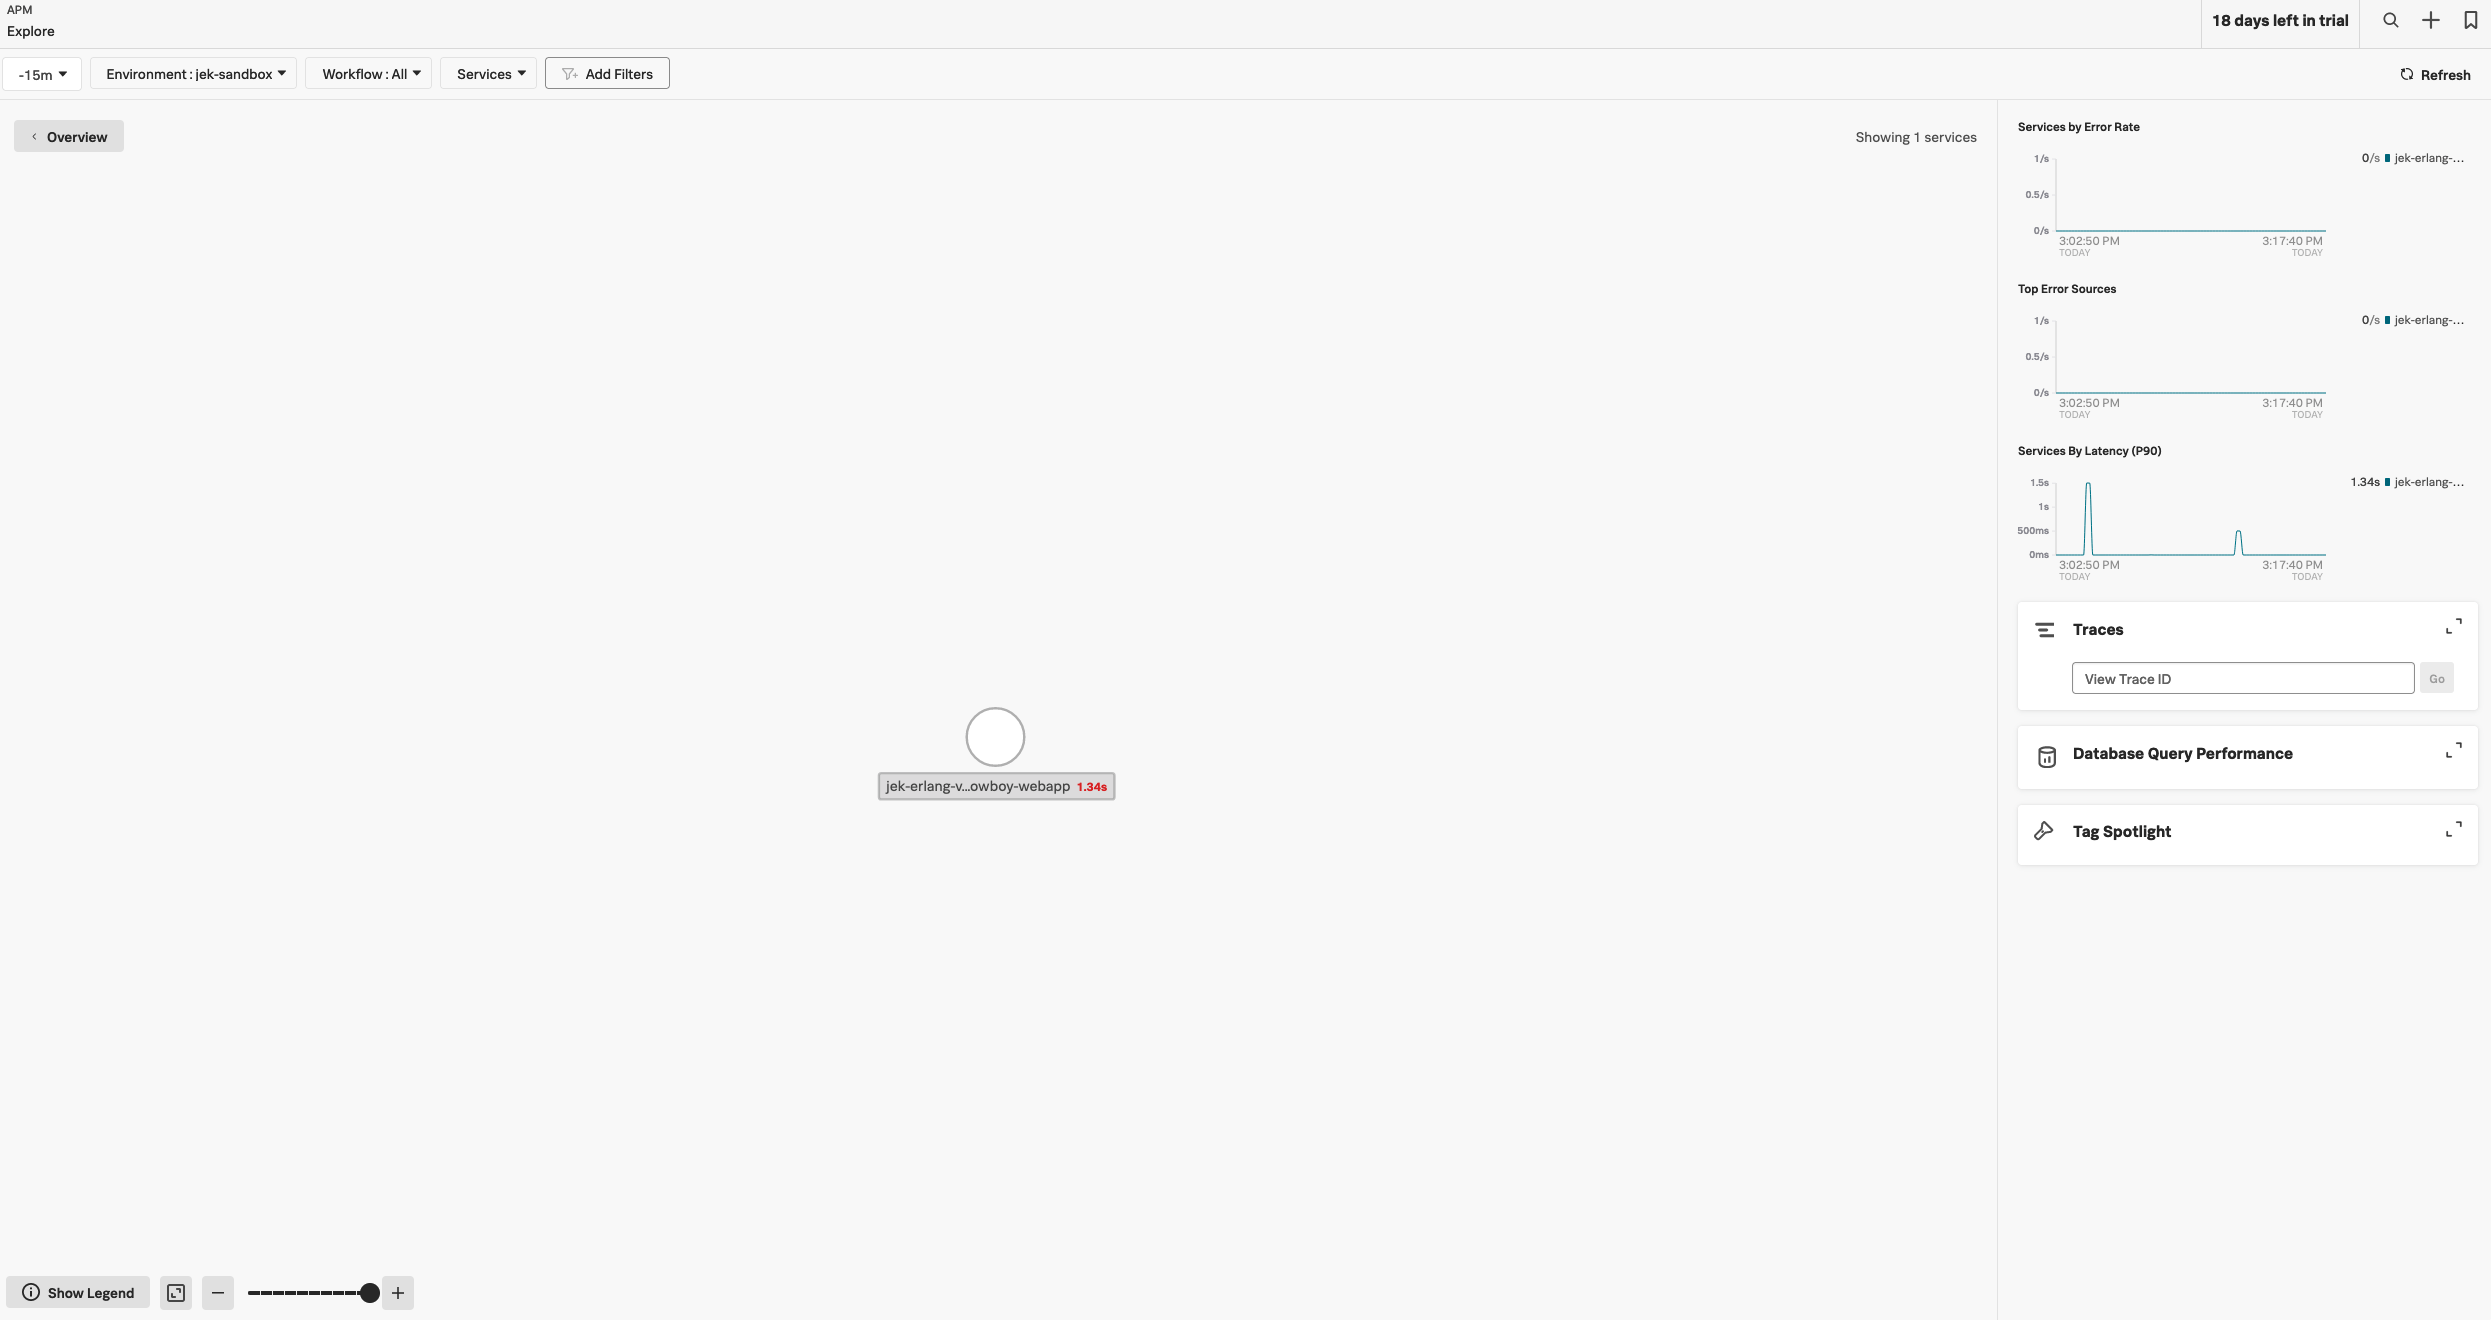 APM
Explore
18 days left in trial
-15m
Environment : jek-sandbox
Workflow : All
Services
Add Filters
Refresh
Overview
Showing 1 services
Services by Error Rate
1/s
0.5/s
0/s
3:02:50 PM
TODAY
3:17:40 PM
TODAY
0/s jek-erlang-...
Top Error Sources
1/s
0.5/s
0/s
3:02:50 PM
TODAY
3:17:40 PM
TODAY
0/s jek-erlang-...
Services By Latency (P90)
1.5s
1s
500ms
0ms
3:02:50 PM
TODAY
3:17:40 PM
TODAY
1.34s jek-erlang-...
Traces
View Trace ID
Go
Database Query Performance
Tag Spotlight
jek-erlang-v...owboy-webapp 1.34s
Show Legend